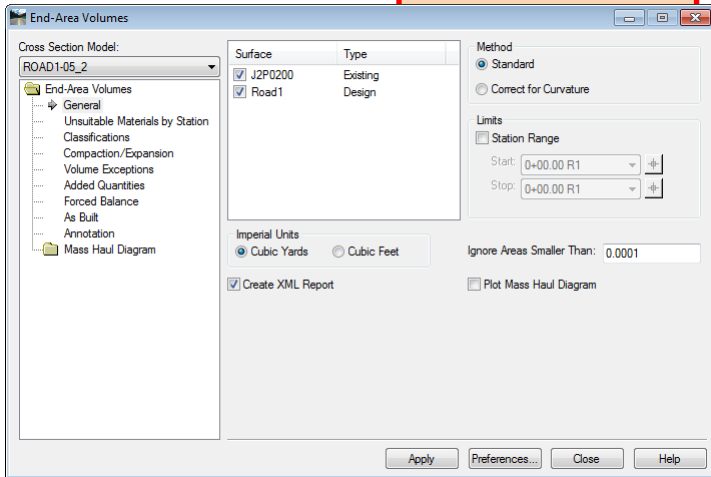 End-Area Volumes
Cross Section Model:
ROAD1-05_2
End-Area Volumes
General
Unsuitable Materials by Station
Classifications
Compaction/Expansion
Volume Exceptions
Added Quantities
Forced Balance
As Built
Annotation
Mass Haul Diagram
Surface Type
J2P0200 Existing
Road1 Design
Method
Standard
Correct for Curvature
Limits
Station Range
Start: 0+00.00 R1
Stop: 0+00.00 R1
Imperial Units
Cubic Yards Cubic Feet
Ignore Areas Smaller Than: 0.0001
Create XML Report
Plot Mass Haul Diagram
Apply Preferences... Close Help